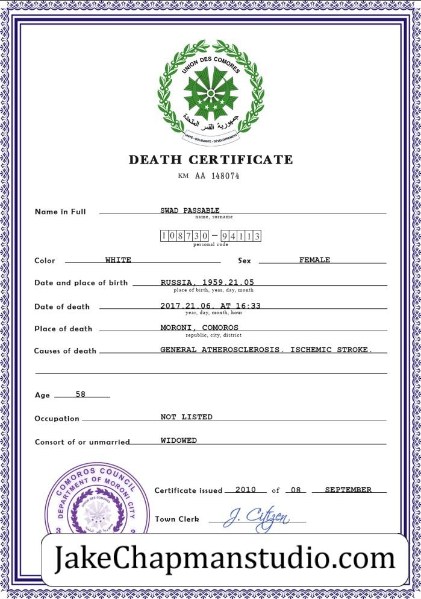 UNION DES COMORES
جمهورية القمر المتحدة
DEATH CERTIFICATE
KM AA 148074
Name in Full SWAD PASSABLE
name, surname
108730-94113
personal code
Color WHITE Sex FEMALE
Date and place of birth RUSSIA, 1959.21.05
place of birth, year, day, month
Date of death 2017.21.06. AT 16:33
year, day, month, hour
Place of death MORONI, COMOROS
republic, city, district
Causes of death GENERAL ATHEROSCLEROSIS. ISCHEMIC STROKE.
Age 58
Occupation NOT LISTED
Consort of or unmarried WIDOWED
COMOROS COUNCIL
DEPARTMENT OF MORONI CITY
Certificate issued 2010 of 08 SEPTEMBER
Town Clerk J. Citizen
JakeChapmanstudio.com